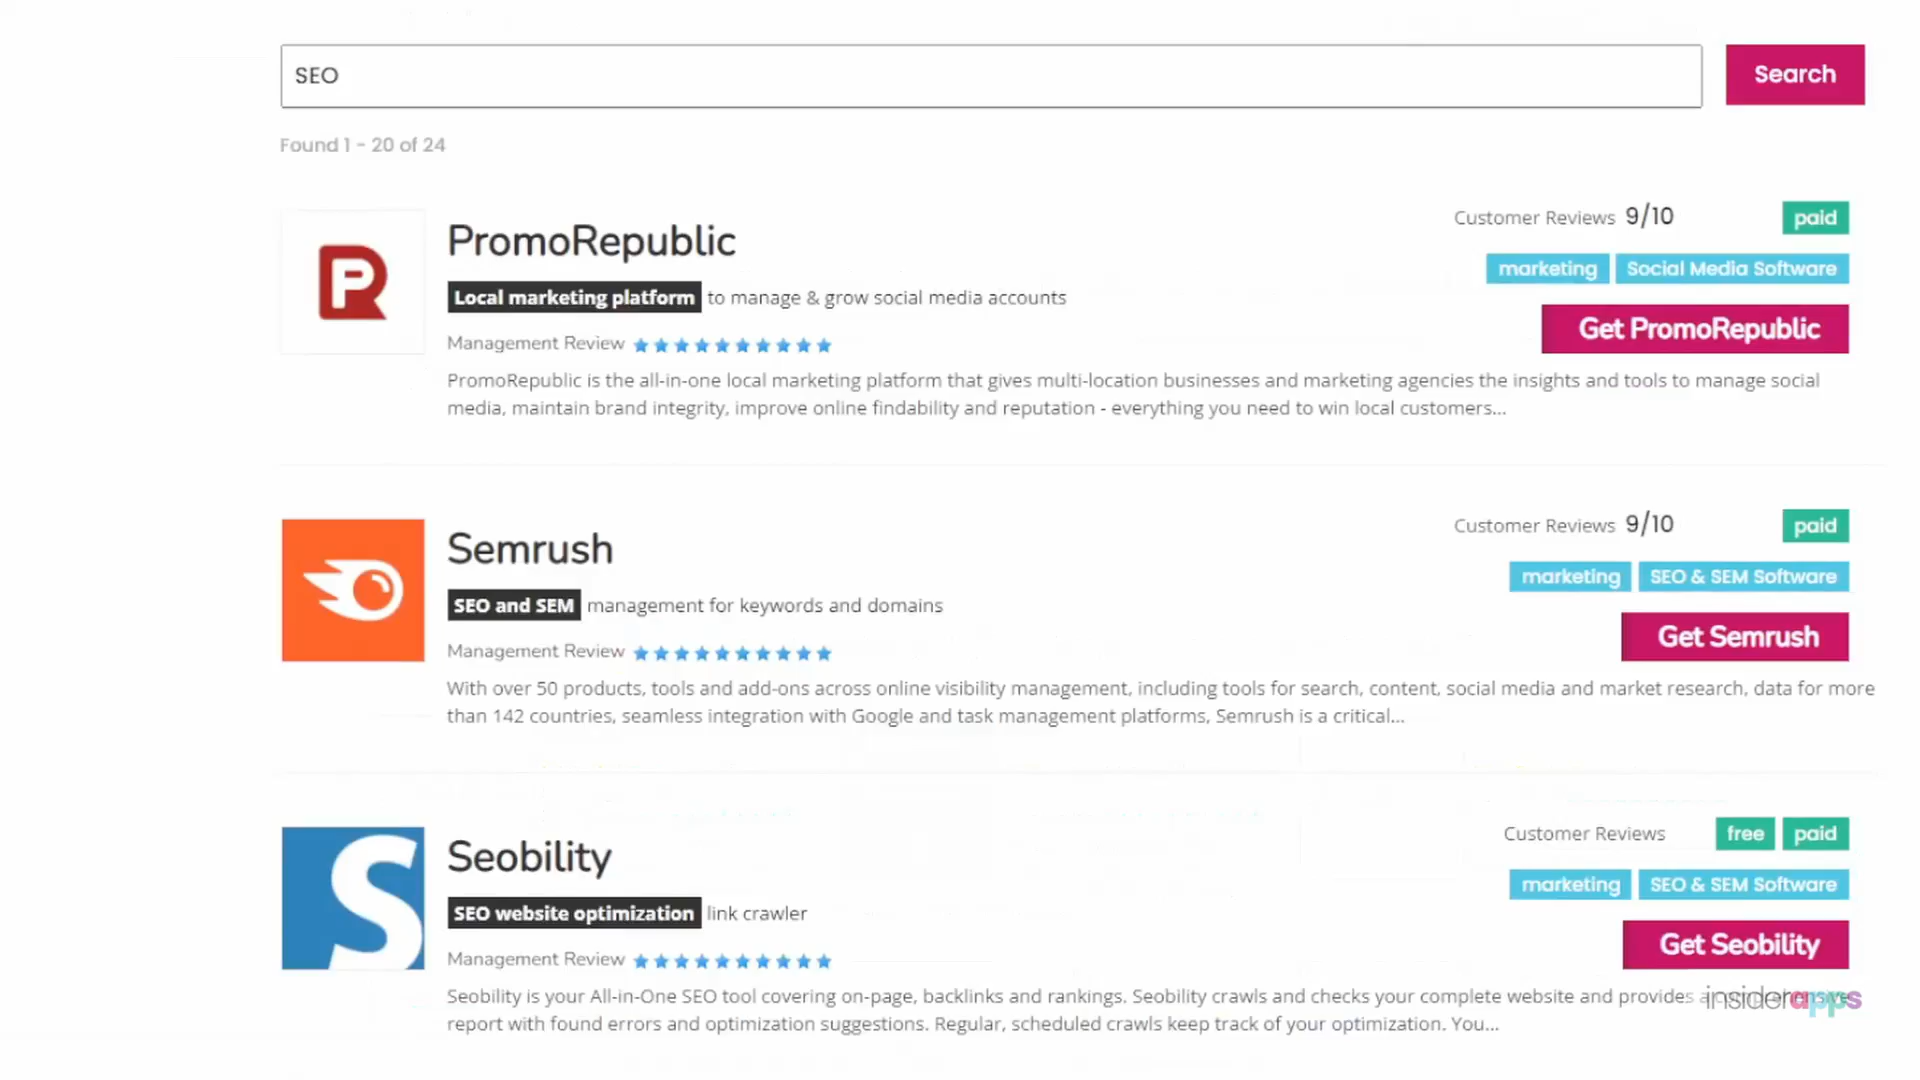 SEO
Search
Found 1 - 20 of 24
PromoRepublic
Customer Reviews 9/10 paid
marketing Social Media Software
Local marketing platform to manage & grow social media accounts
Get PromoRepublic
Management Review
PromoRepublic is the all-in-one local marketing platform that gives multi-location businesses and marketing agencies the insights and tools to manage social
media, maintain brand integrity, improve online findability and reputation - everything you need to win local customers...
Semrush
Customer Reviews 9/10 paid
marketing SEO & SEM Software
SEO and SEM management for keywords and domains
Get Semrush
Management Review
With over 50 products, tools and add-ons across online visibility management, including tools for search, content, social media and market research, data for more
than 142 countries, seamless integration with Google and task management platforms, Semrush is a critical...
Seobility
Customer Reviews free paid
marketing SEO & SEM Software
SEO website optimization link crawler
Get Seobility
Management Review
Seobility is your All-in-One SEO tool covering on-page, backlinks and rankings. Seobility crawls and checks your complete website and provides a
insiderapps
report with found errors and optimization suggestions. Regular, scheduled crawls keep track of your optimization. You...